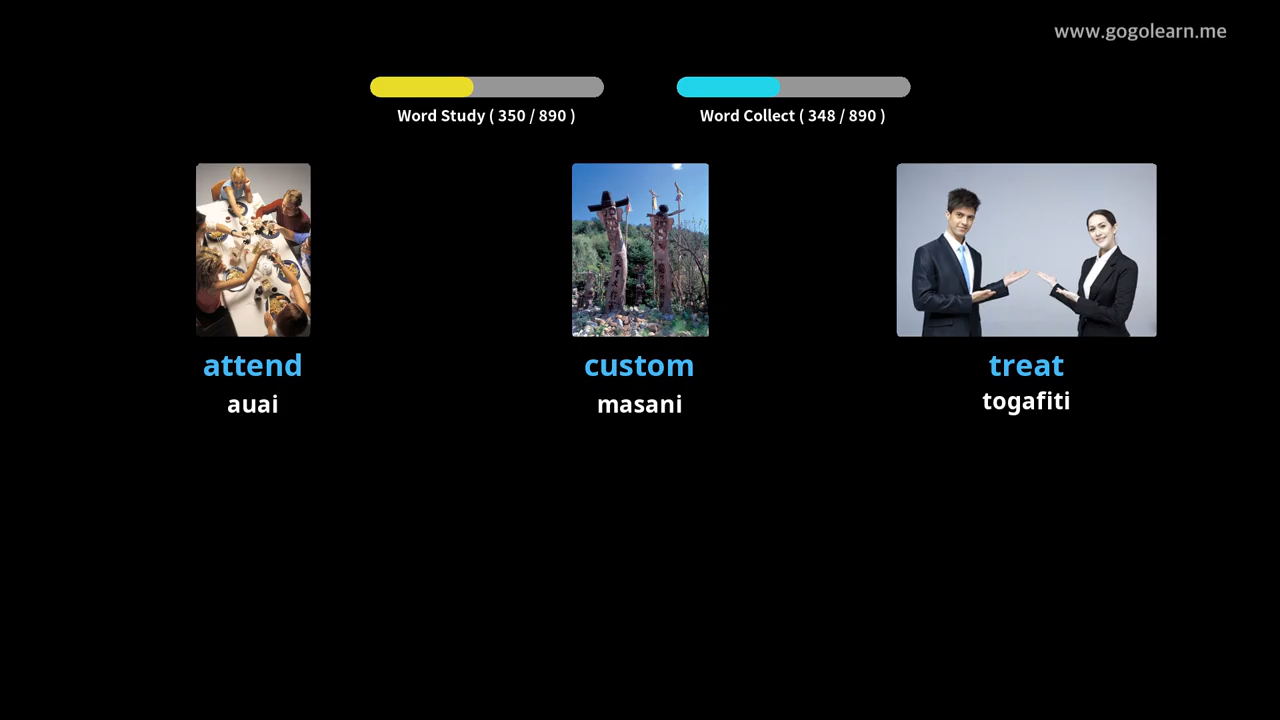 www.gogolearn.me
Word Study ( 350 / 890 )
Word Collect ( 348 / 890 )
attend
custom
treat
auai
masani
togafiti